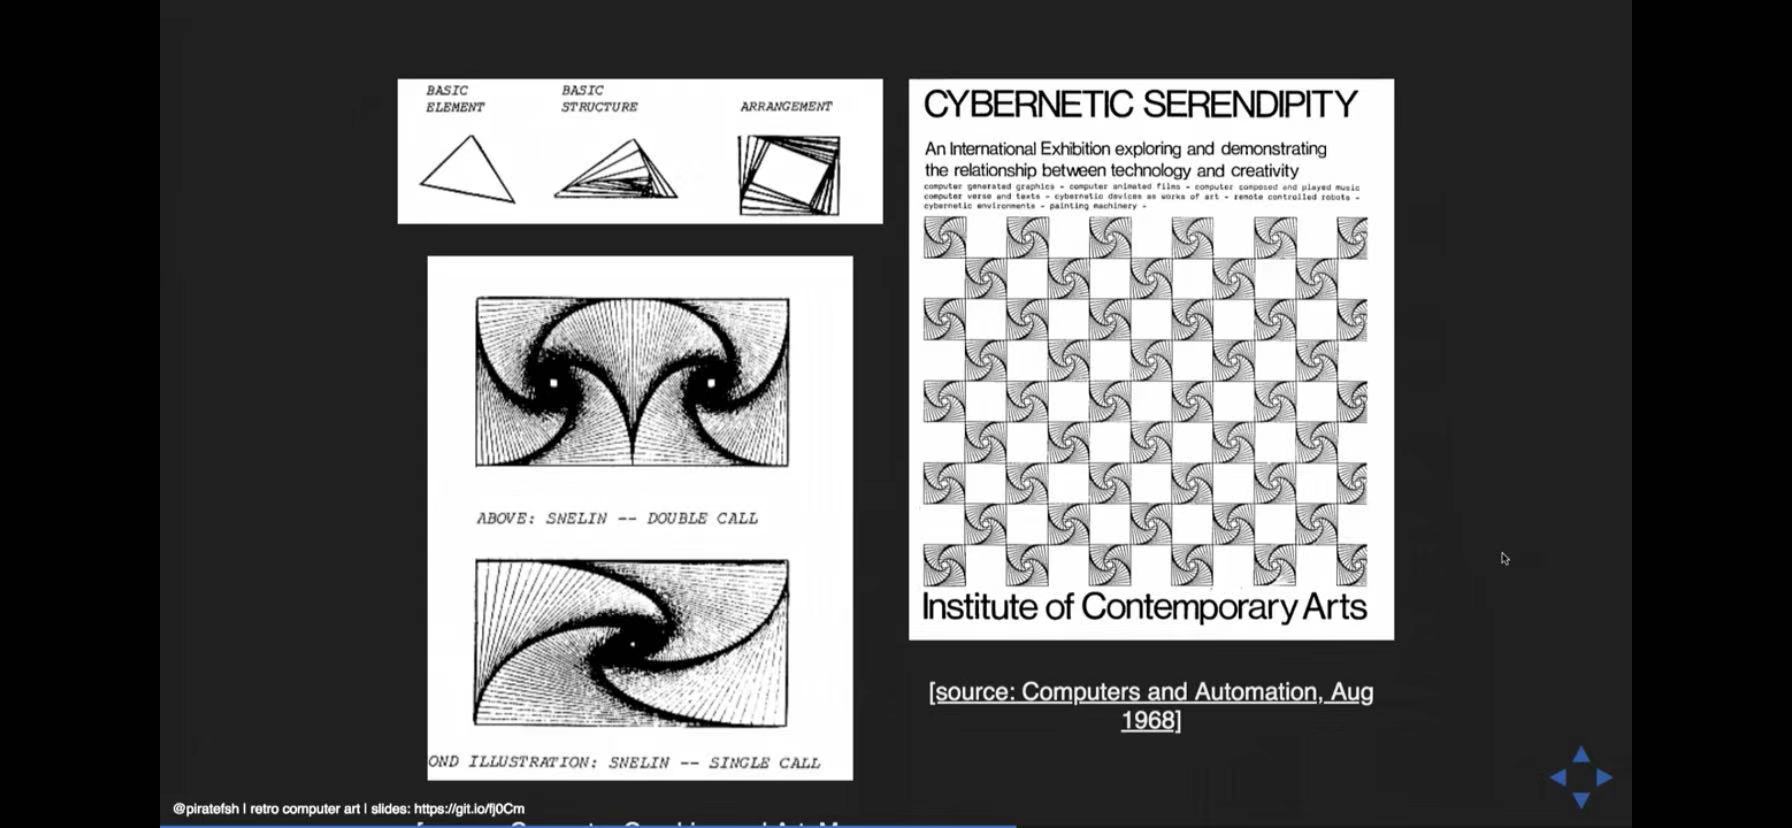 BASIC
ELEMENT
BASIC
STRUCTURE
ARRANGEMENT
ABOVE: SNELIN -- DOUBLE CALL
OND ILLUSTRATION: SNELIN -- SINGLE CALL
CYBERNETIC SERENDIPITY
An International Exhibition exploring and demonstrating
the relationship between technology and creativity
computer generated graphics - computer animated films - computer composed and played music
computer verse and texts - cybernetic devices as works of art - remote controlled robots -
cybernetic environments - painting machinery -
Institute of Contemporary Arts
[source: Computers and Automation, Aug
1968]
@piratefsh | retro computer art | slides: https://git.io/fj0Cm